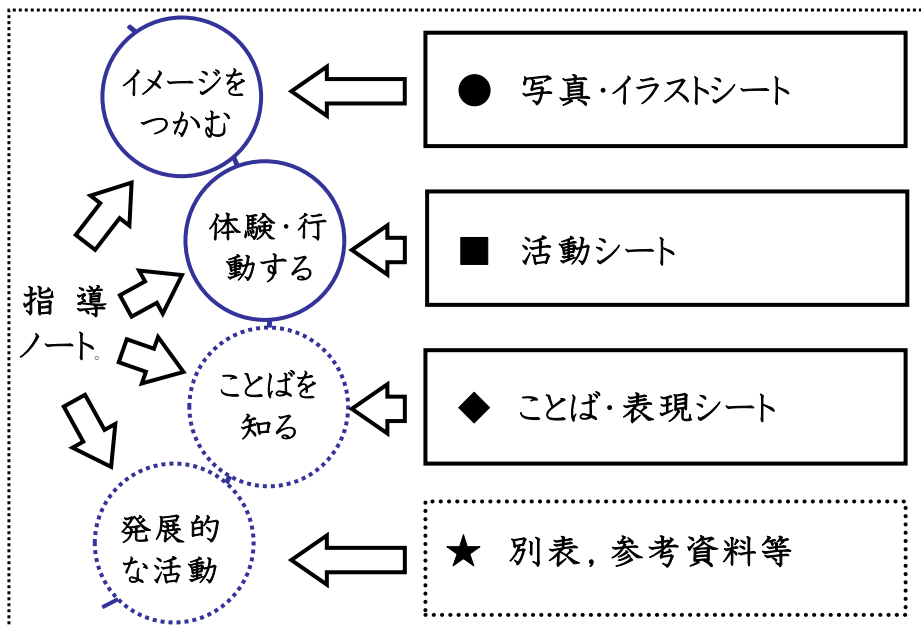 イメージを
つかむ
● 写真・イラストシート
体験・行
動する
■ 活動シート
指 導
ノート。
ことばを
知る
◆ ことば・表現シート
発展的
な活動
★ 別表，参考資料等